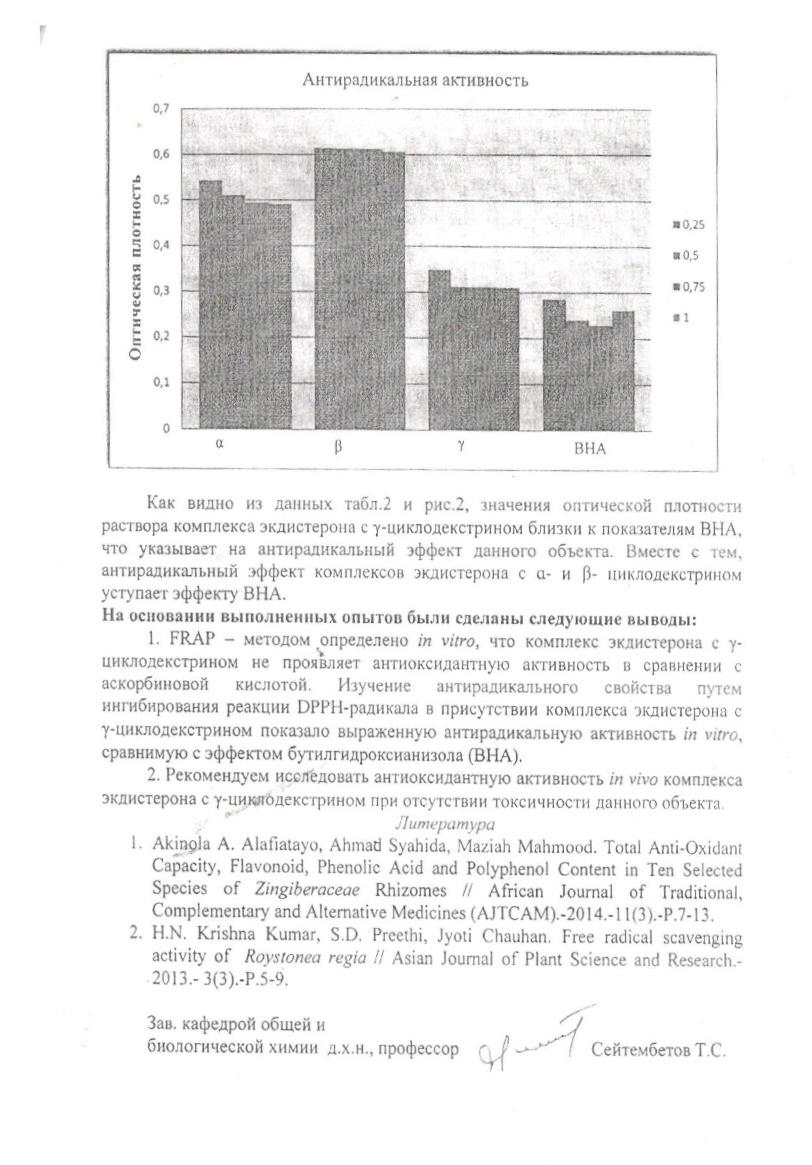 Антирадикальная активность
0,7
0,6
0,5
0,4
0,3
0,2
0,1
0
Оптическая плотность
α
β
γ
BHA
0,25
0,5
0,75
1
Как видно из данных табл.2 и рис.2, значения оптической плотности
раствора комплекса экдистерона с γ-циклодекстрином близки к показателям ВНА,
что указывает на антирадикальный эффект данного объекта. Вместе с тем,
антирадикальный эффект комплексов экдистерона с α- и β- циклодекстрином
уступает эффекту ВНА.
На основании выполненных опытов были сделаны следующие выводы:
1. FRAP – методом определено in vitro, что комплекс экдистерона с γ-
циклодекстрином не проявляет антиоксидантную активность в сравнении с
аскорбиновой кислотой. Изучение антирадикального свойства путем
ингибирования реакции DPPH-радикала в присутствии комплекса экдистерона с
γ-циклодекстрином показало выраженную антирадикальную активность in vitro,
сравнимую с эффектом бутилгидроксианизола (ВНА).
2. Рекомендуем исследовать антиоксидантную активность in vivo комплекса
экдистерона с γ-циклодекстрином при отсутствии токсичности данного объекта.
Литература
1. Akinola A. Alafiatayo, Ahmad Syahida, Maziah Mahmood. Total Anti-Oxidant
Capacity, Flavonoid, Phenolic Acid and Polyphenol Content in Ten Selected
Species of Zingiberaceae Rhizomes // African Journal of Traditional,
Complementary and Alternative Medicines (AJTCAM).-2014.-11(3).-P.7-13.
2. H.N. Krishna Kumar, S.D. Preethi, Jyoti Chauhan. Free radical scavenging
activity of Roystonea regia // Asian Journal of Plant Science and Research.-
2013.- 3(3).-P.5-9.
Зав. кафедрой общей и
биологической химии д.х.н., профессор Сейтембетов Т.С.